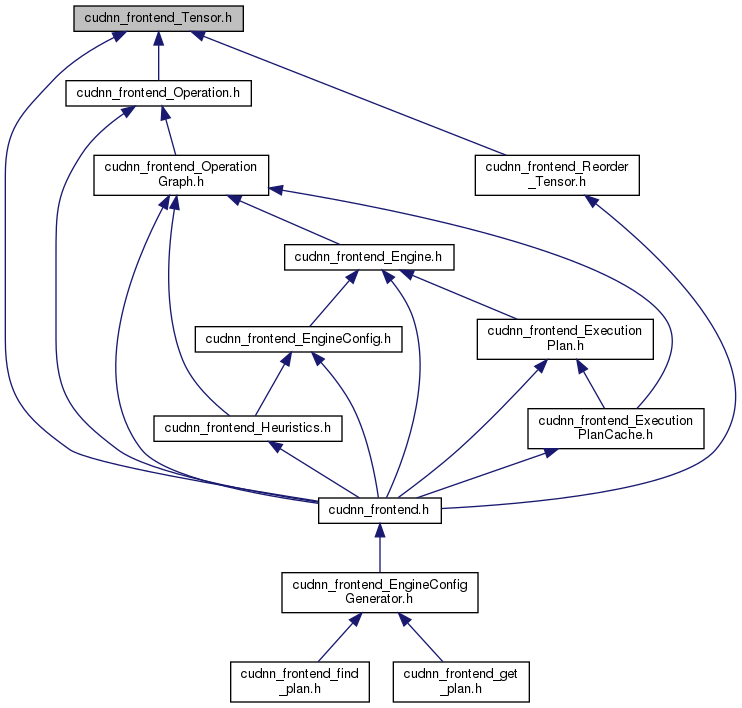 cudnn_frontend_Tensor.h
cudnn_frontend_Operation.h
cudnn_frontend_Operation
Graph.h
cudnn_frontend_Reorder
_Tensor.h
cudnn_frontend_Engine.h
cudnn_frontend_EngineConfig.h
cudnn_frontend_Execution
Plan.h
cudnn_frontend_Heuristics.h
cudnn_frontend_Execution
PlanCache.h
cudnn_frontend.h
cudnn_frontend_EngineConfig
Generator.h
cudnn_frontend_find
_plan.h
cudnn_frontend_get
_plan.h